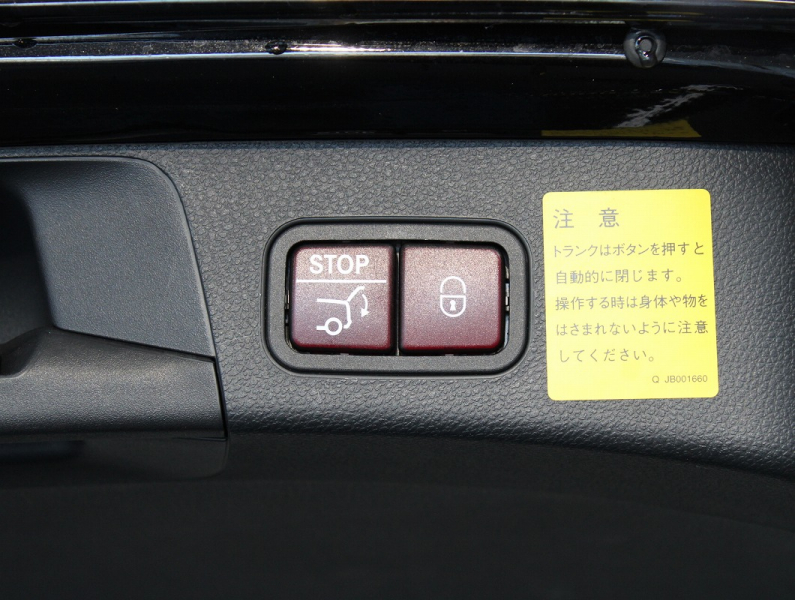 STOP
注 意
トランクはボタンを押すと
自動的に閉じます。
操作する時は身体や物を
はさまれないように注意
してください。
Q JB001660